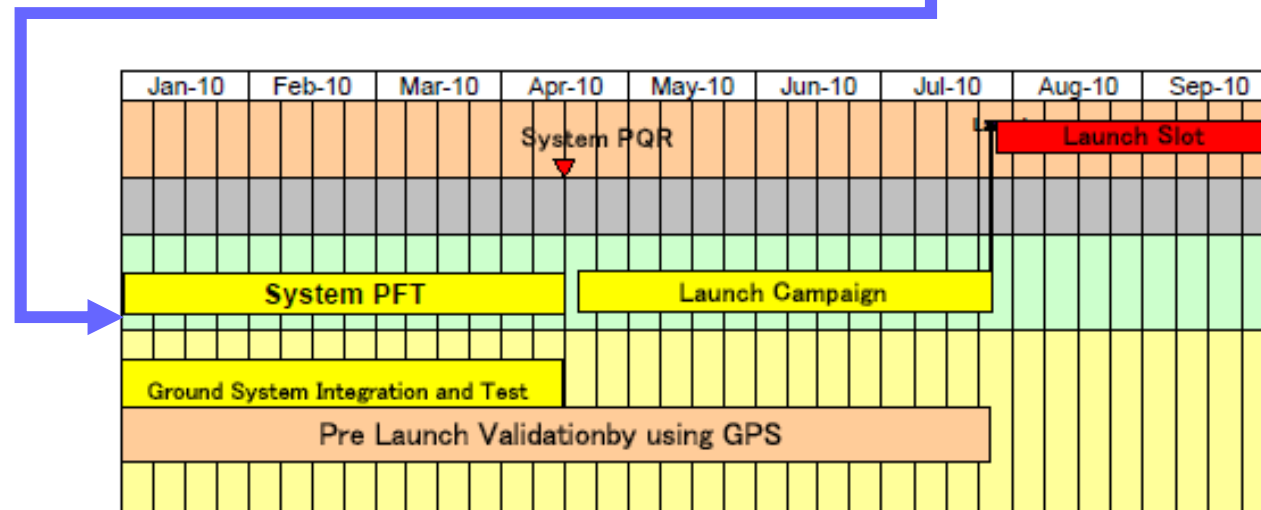 Jan-10 Feb-10 Mar-10 Apr-10 May-10 Jun-10 Jul-10 Aug-10 Sep-10
System PQR
Launch Slot
System PFT
Launch Campaign
Ground System Integration and Test
Pre Launch Validationby using GPS